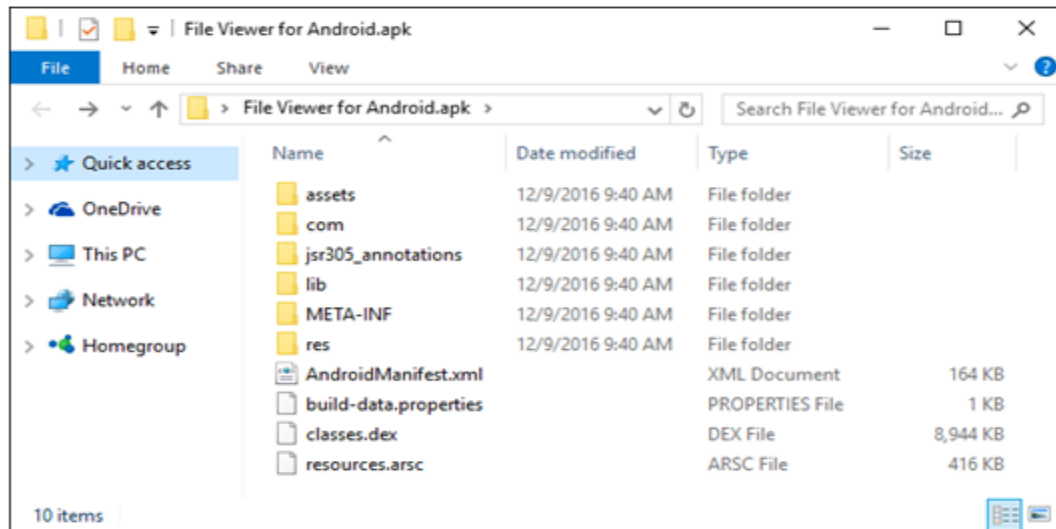 File Viewer for Android.apk
File Home Share View
File Viewer for Android.apk Search File Viewer for Android...
Name Date modified Type Size
Quick access
OneDrive
This PC
Network
Homegroup
assets 12/9/2016 9:40 AM File folder
com 12/9/2016 9:40 AM File folder
jsr305_annotations 12/9/2016 9:40 AM File folder
lib 12/9/2016 9:40 AM File folder
META-INF 12/9/2016 9:40 AM File folder
res 12/9/2016 9:40 AM File folder
AndroidManifest.xml XML Document 164 KB
build-data.properties PROPERTIES File 1 KB
classes.dex DEX File 8,944 KB
resources.arsc ARSC File 416 KB
10 items